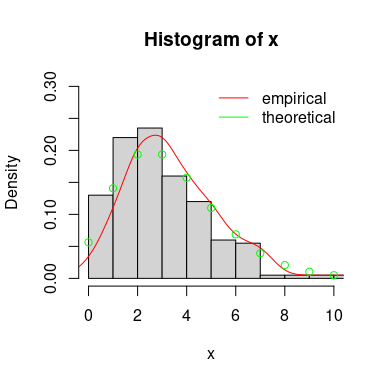 Histogram of x
Density
0.30
0.20
0.10
0.00
empirical
theoretical
0 2 4 6 8 10
x